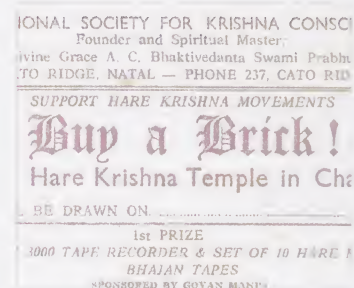 IONAL SOCIETY FOR KRISHNA CONSC
Founder and Spiritual Master;
ivine Grace A. C. Bhaktivedanta Swami Prabhu
TO RIDGE, NATAL — PHONE 237, CATO RID
SUPPORT HARE KRISHNA MOVEMENTS
Buy a Brick!
Hare Krishna Temple in Cha
BE DRAWN ON
1st PRIZE
3000 TAPE RECORDER & SET OF 10 HARE
BHAJAN TAPES
SPONSORED BY GOVAN MANI'S